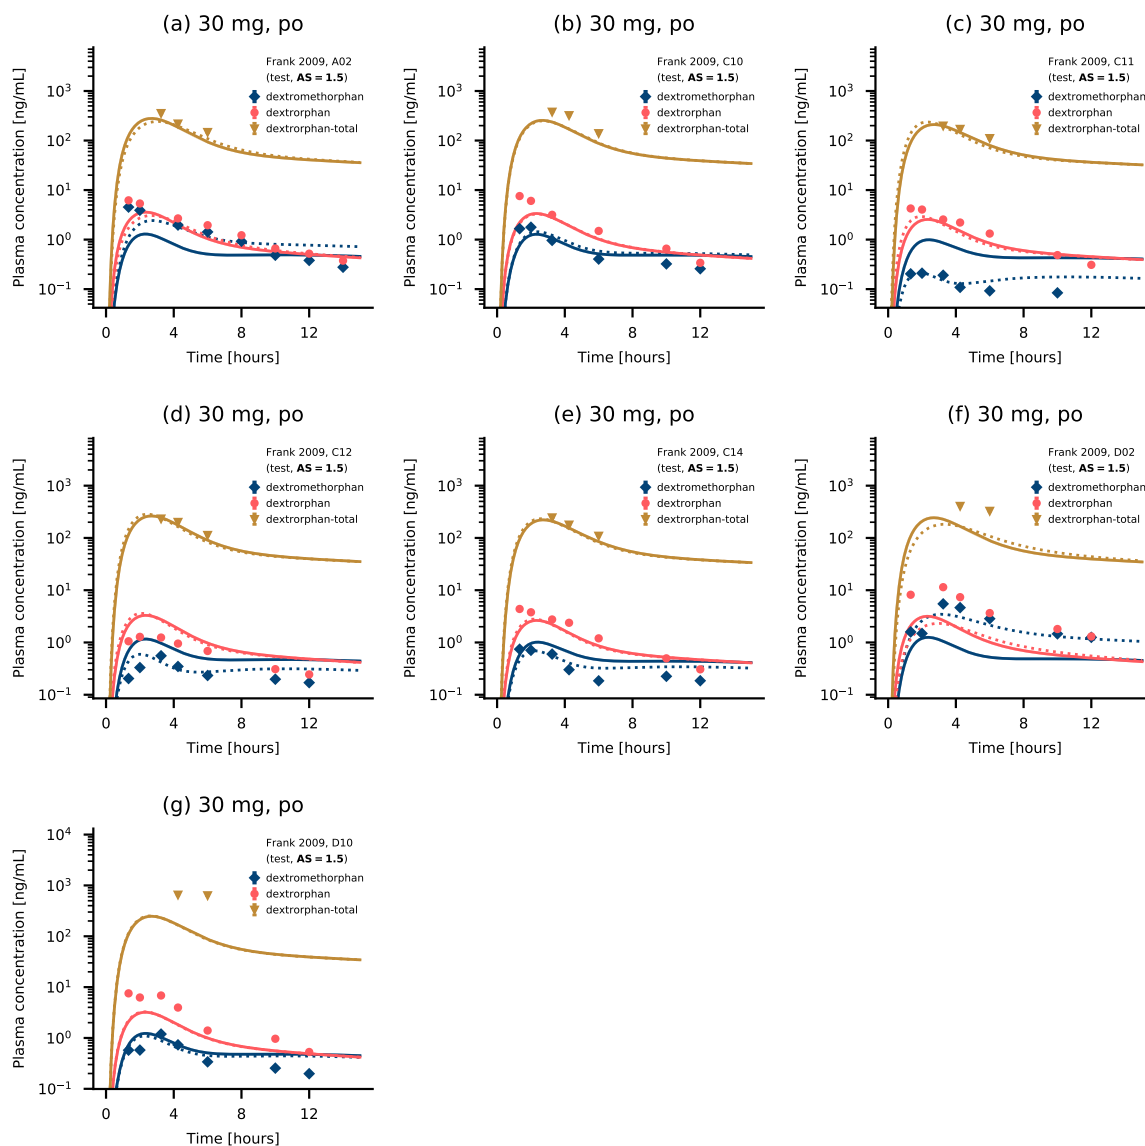 (a) 30 mg, po
Plasma concentration [ng/mL]
10³
10²
10¹
10⁰
10⁻¹
Frank 2009, A02
(test, AS = 1.5)
dextromethorphan
dextrorphan
dextrorphan-total
0 4 8 12
Time [hours]
(b) 30 mg, po
Plasma concentration [ng/mL]
10³
10²
10¹
10⁰
10⁻¹
Frank 2009, C10
(test, AS = 1.5)
dextromethorphan
dextrorphan
dextrorphan-total
0 4 8 12
Time [hours]
(c) 30 mg, po
Plasma concentration [ng/mL]
10³
10²
10¹
10⁰
10⁻¹
Frank 2009, C11
(test, AS = 1.5)
dextromethorphan
dextrorphan
dextrorphan-total
0 4 8 12
Time [hours]
(d) 30 mg, po
Plasma concentration [ng/mL]
10³
10²
10¹
10⁰
10⁻¹
Frank 2009, C12
(test, AS = 1.5)
dextromethorphan
dextrorphan
dextrorphan-total
0 4 8 12
Time [hours]
(e) 30 mg, po
Plasma concentration [ng/mL]
10³
10²
10¹
10⁰
10⁻¹
Frank 2009, C14
(test, AS = 1.5)
dextromethorphan
dextrorphan
dextrorphan-total
0 4 8 12
Time [hours]
(f) 30 mg, po
Plasma concentration [ng/mL]
10³
10²
10¹
10⁰
10⁻¹
Frank 2009, D02
(test, AS = 1.5)
dextromethorphan
dextrorphan
dextrorphan-total
0 4 8 12
Time [hours]
(g) 30 mg, po
Plasma concentration [ng/mL]
10⁴
10³
10²
10¹
10⁰
10⁻¹
Frank 2009, D10
(test, AS = 1.5)
dextromethorphan
dextrorphan
dextrorphan-total
0 4 8 12
Time [hours]